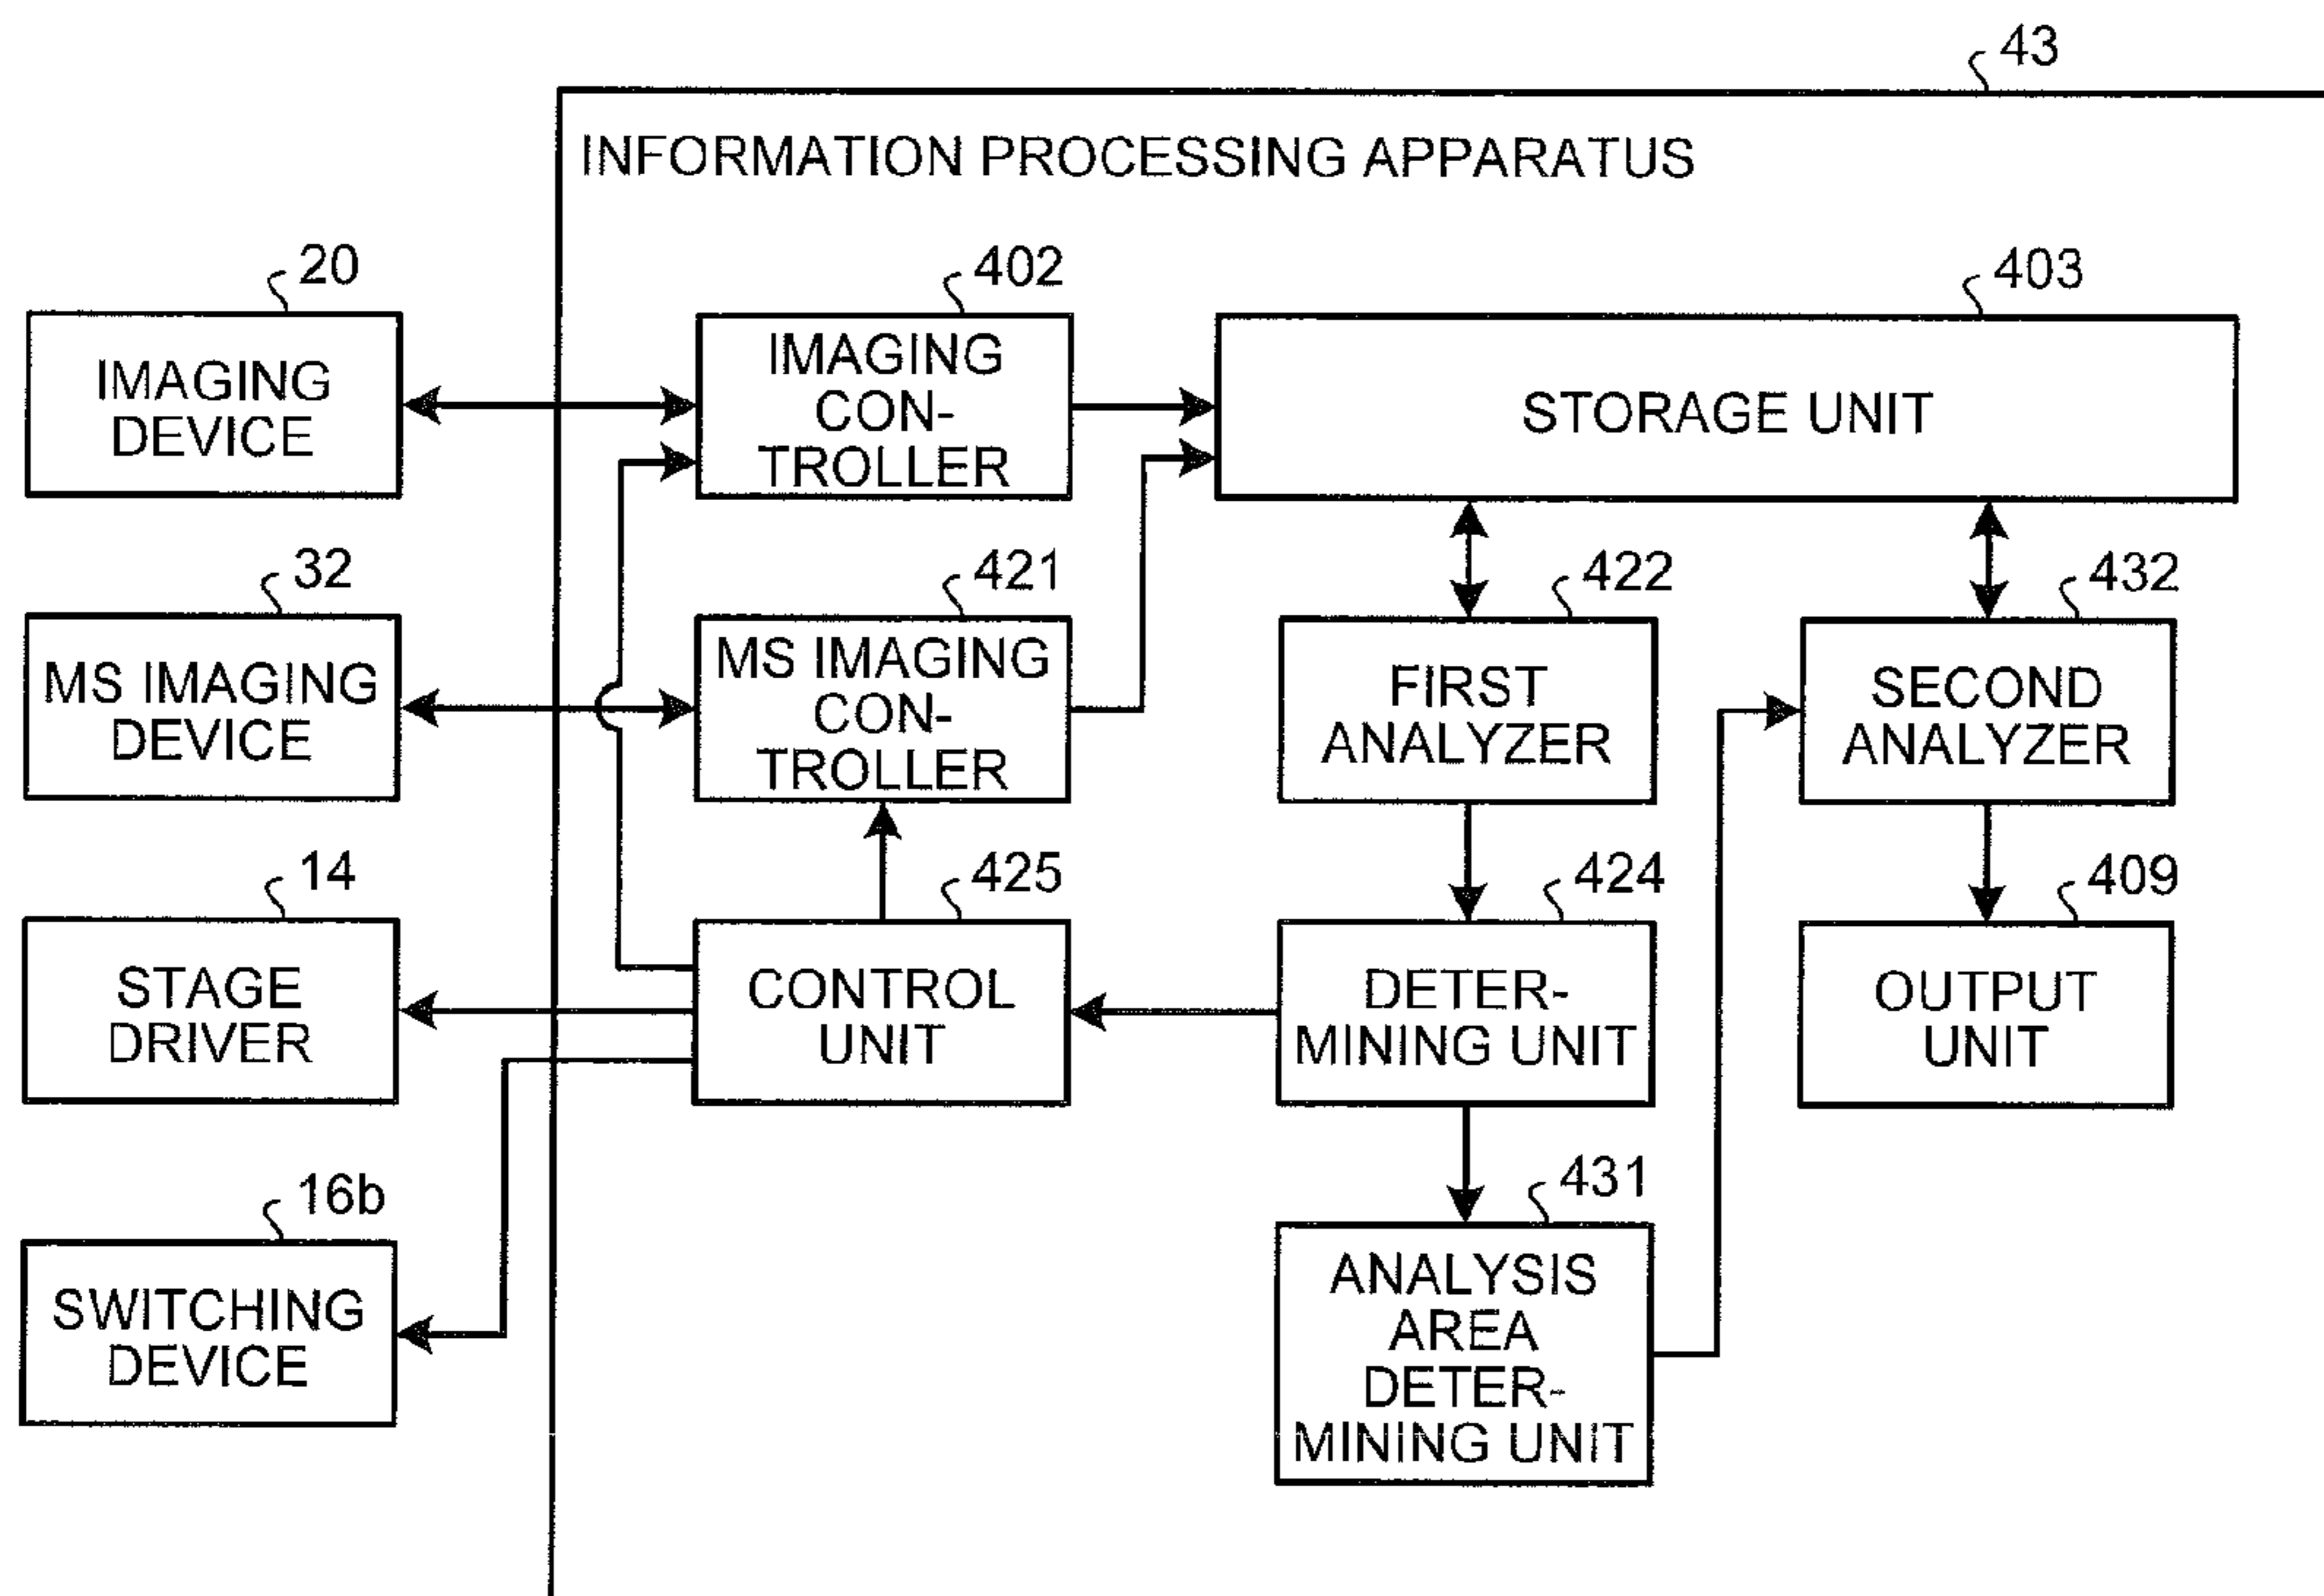 43
INFORMATION PROCESSING APPARATUS
20
402
403
IMAGING
DEVICE
IMAGING
CON-
TROLLER
STORAGE UNIT
32
421
422
432
MS IMAGING
DEVICE
MS IMAGING
CON-
TROLLER
FIRST
ANALYZER
SECOND
ANALYZER
14
425
424
409
STAGE
DRIVER
CONTROL
UNIT
DETER-
MINING UNIT
OUTPUT
UNIT
16b
431
SWITCHING
DEVICE
ANALYSIS
AREA
DETER-
MINING UNIT